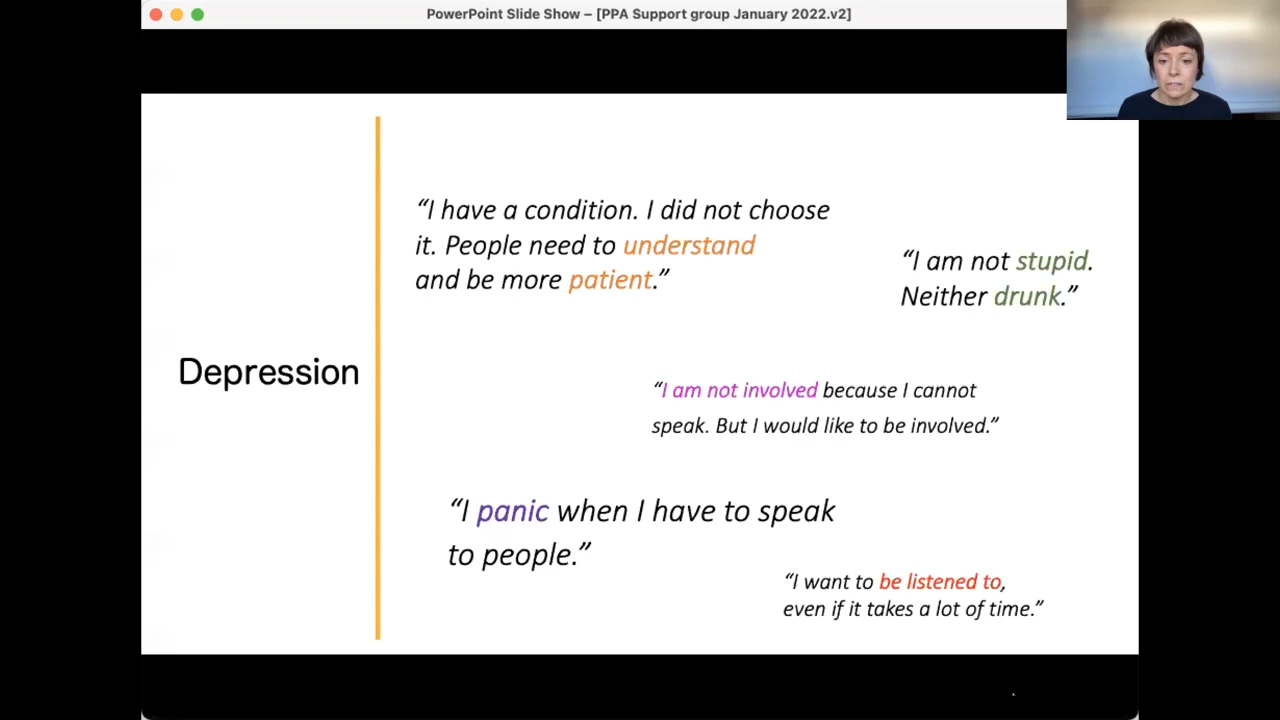 PowerPoint Slide Show – [PPA Support group January 2022.v2]
Depression
“I have a condition. I did not choose
it. People need to understand
and be more patient.”
“I am not stupid.
Neither drunk.”
“I am not involved because I cannot
speak. But I would like to be involved.”
“I panic when I have to speak
to people.”
“I want to be listened to,
even if it takes a lot of time.”